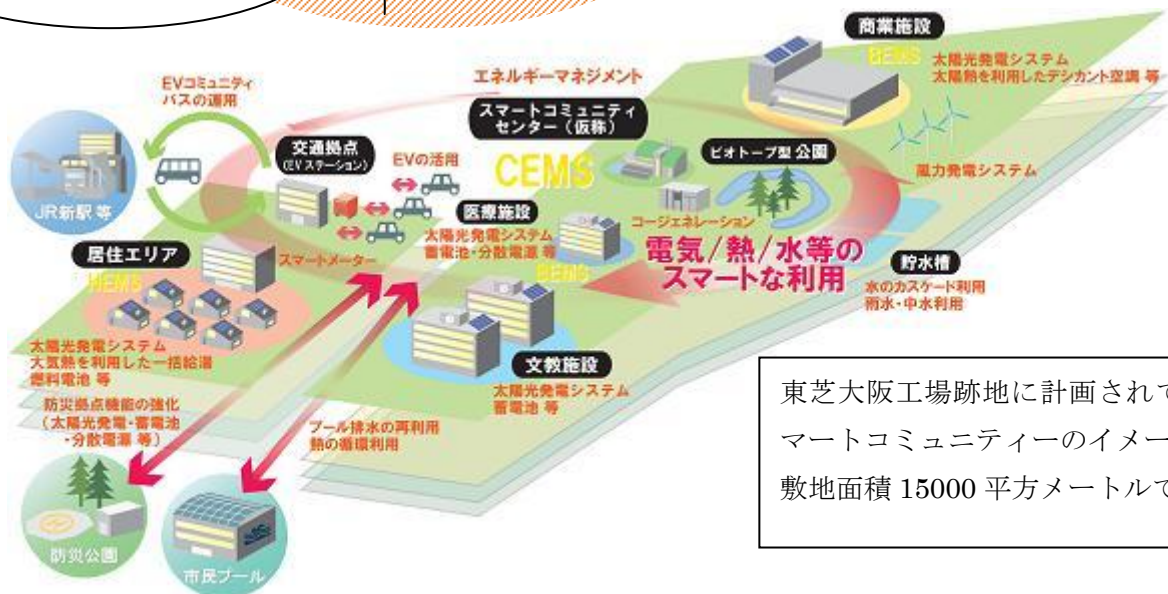 商業施設
BEMS
太陽光発電システム
太陽熱を利用したデシカント空調 等
エネルギーマネジメント
EVコミュニティ
バスの運用
スマートコミュニティ
センター（仮称）
CEMS
交通拠点
(EVステーション)
EVの活用
ビオトープ型 公園
風力発電システム
JR新駅 等
医療施設
太陽光発電システム
蓄電池・分散電源 等
BEMS
コージェネレーション
電気/熱/水等の
スマートな利用
居住エリア
HEMS
スマートメーター
貯水槽
水のカスケード利用
雨水・中水利用
太陽光発電システム
大気熱を利用した一括給湯
燃料電池 等
文教施設
太陽光発電システム
蓄電池 等
防災拠点機能の強化
（太陽光発電・蓄電池
・分散電源 等）
プール排水の再利用
熱の循環利用
防災公園
市民プール
東芝大阪工場跡地に計画されて
マートコミュニティーのイメー
敷地面積 15000 平方メートルで